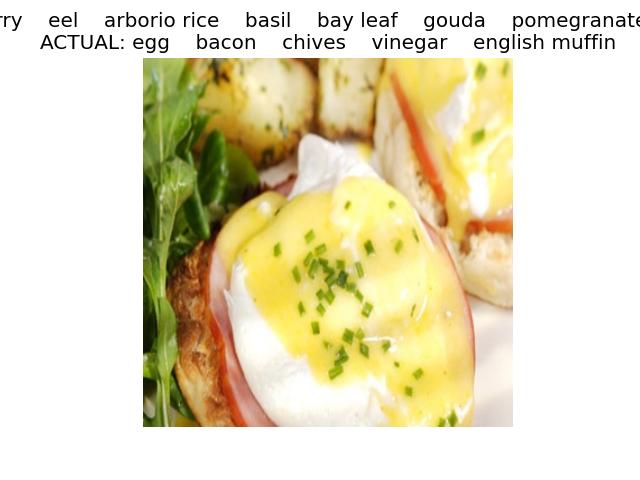 eel arborio rice basil bay leaf gouda pomegranate
ACTUAL: egg bacon chives vinegar english muffin